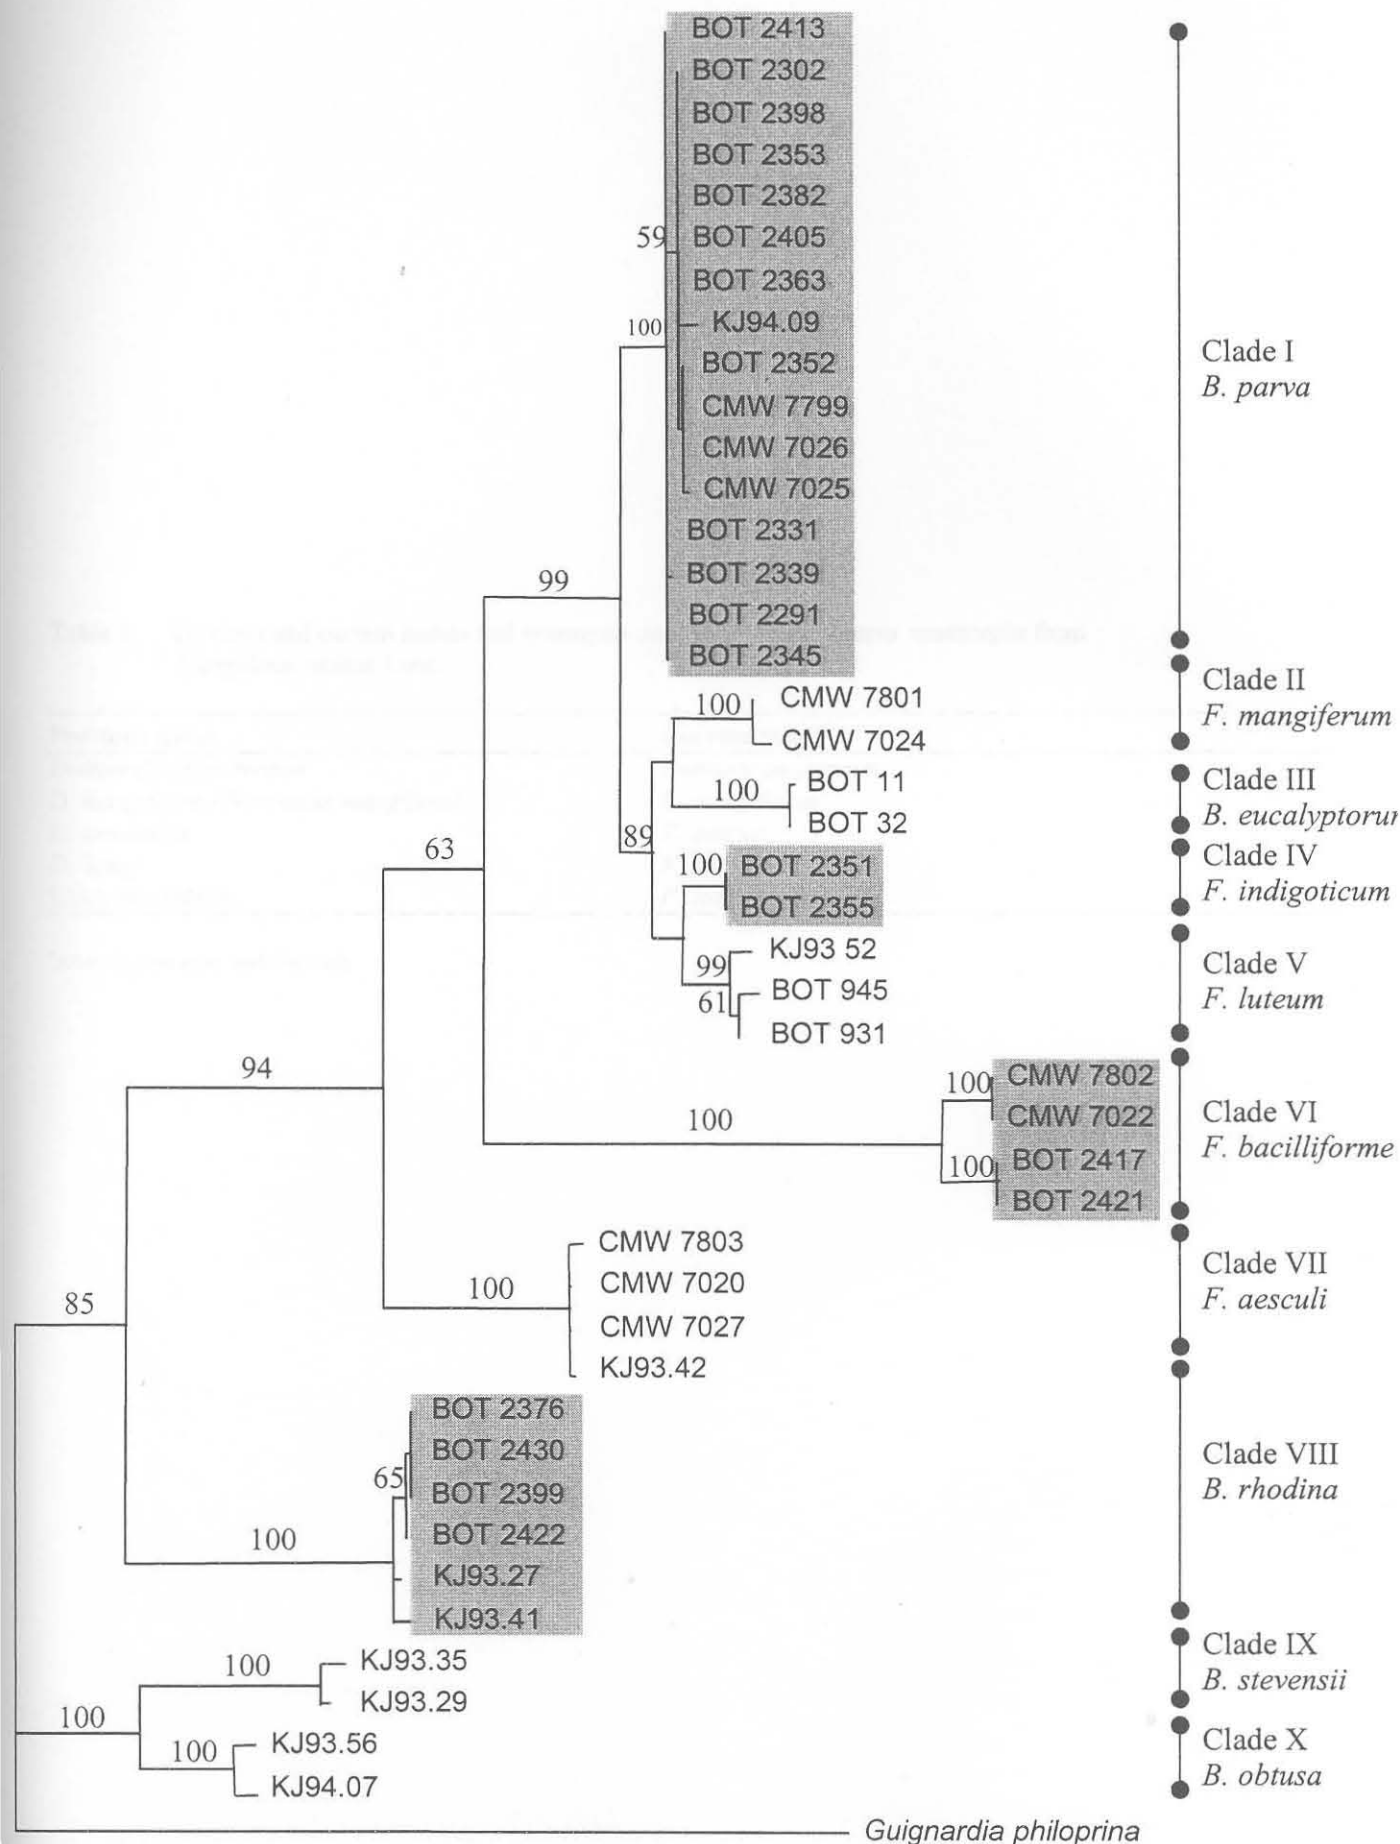 BOT 2413
BOT 2302
BOT 2398
BOT 2353
BOT 2382
59
BOT 2405
BOT 2363
KJ94.09
100
BOT 2352
CMW 7799
CMW 7026
CMW 7025
BOT 2331
BOT 2339
BOT 2291
BOT 2345
Clade I
B. parva
99
100
CMW 7801
CMW 7024
Clade II
F. mangiferum
100
BOT 11
BOT 32
Clade III
B. eucalyptorum
89
63
100
BOT 2351
BOT 2355
Clade IV
F. indigoticum
KJ93 52
99
BOT 945
61
BOT 931
Clade V
F. luteum
94
100
100
CMW 7802
CMW 7022
100
BOT 2417
BOT 2421
Clade VI
F. bacilliforme
CMW 7803
CMW 7020
100
CMW 7027
KJ93.42
Clade VII
F. aesculi
85
BOT 2376
BOT 2430
65
BOT 2399
BOT 2422
100
KJ93.27
KJ93.41
Clade VIII
B. rhodina
100
KJ93.35
KJ93.29
Clade IX
B. stevensii
100
100
KJ93.56
KJ94.07
Clade X
B. obtusa
Guignardia philoprina